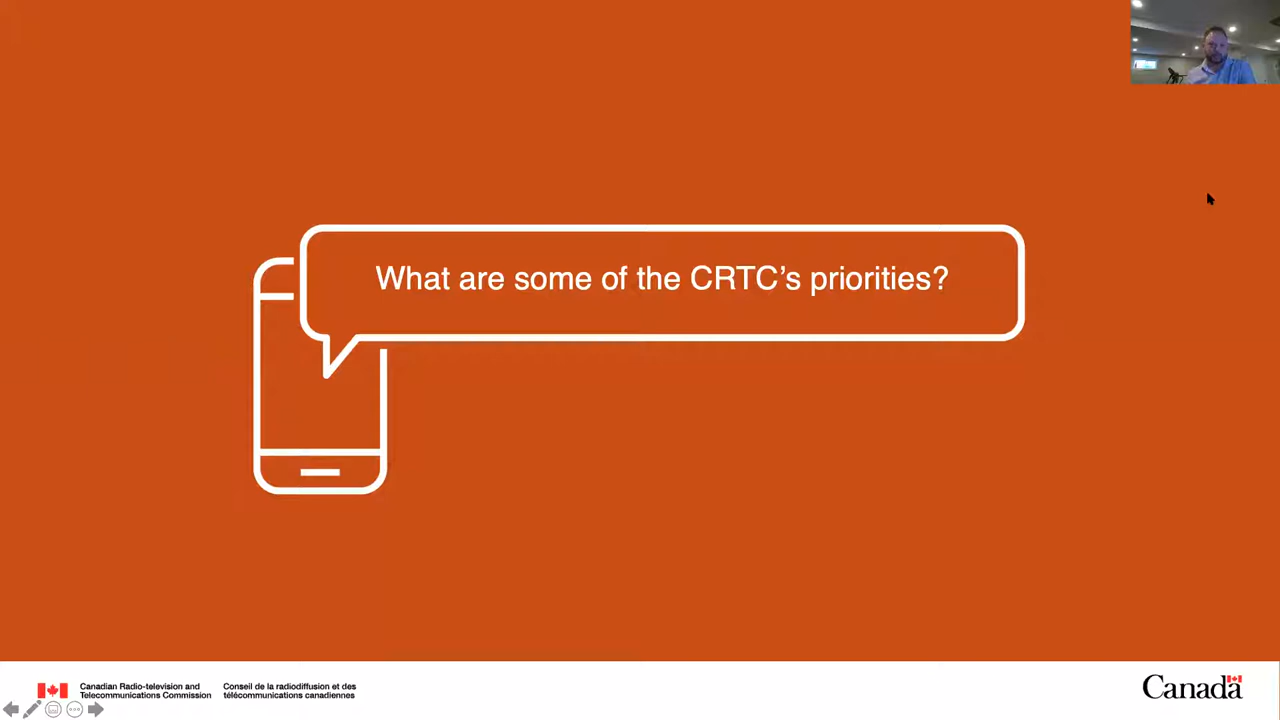 What are some of the CRTC's priorities?
Canadian Radio-television and
Telecommunications Commission
Conseil de la radiodiffusion et des
télécommunications canadiennes
Canada